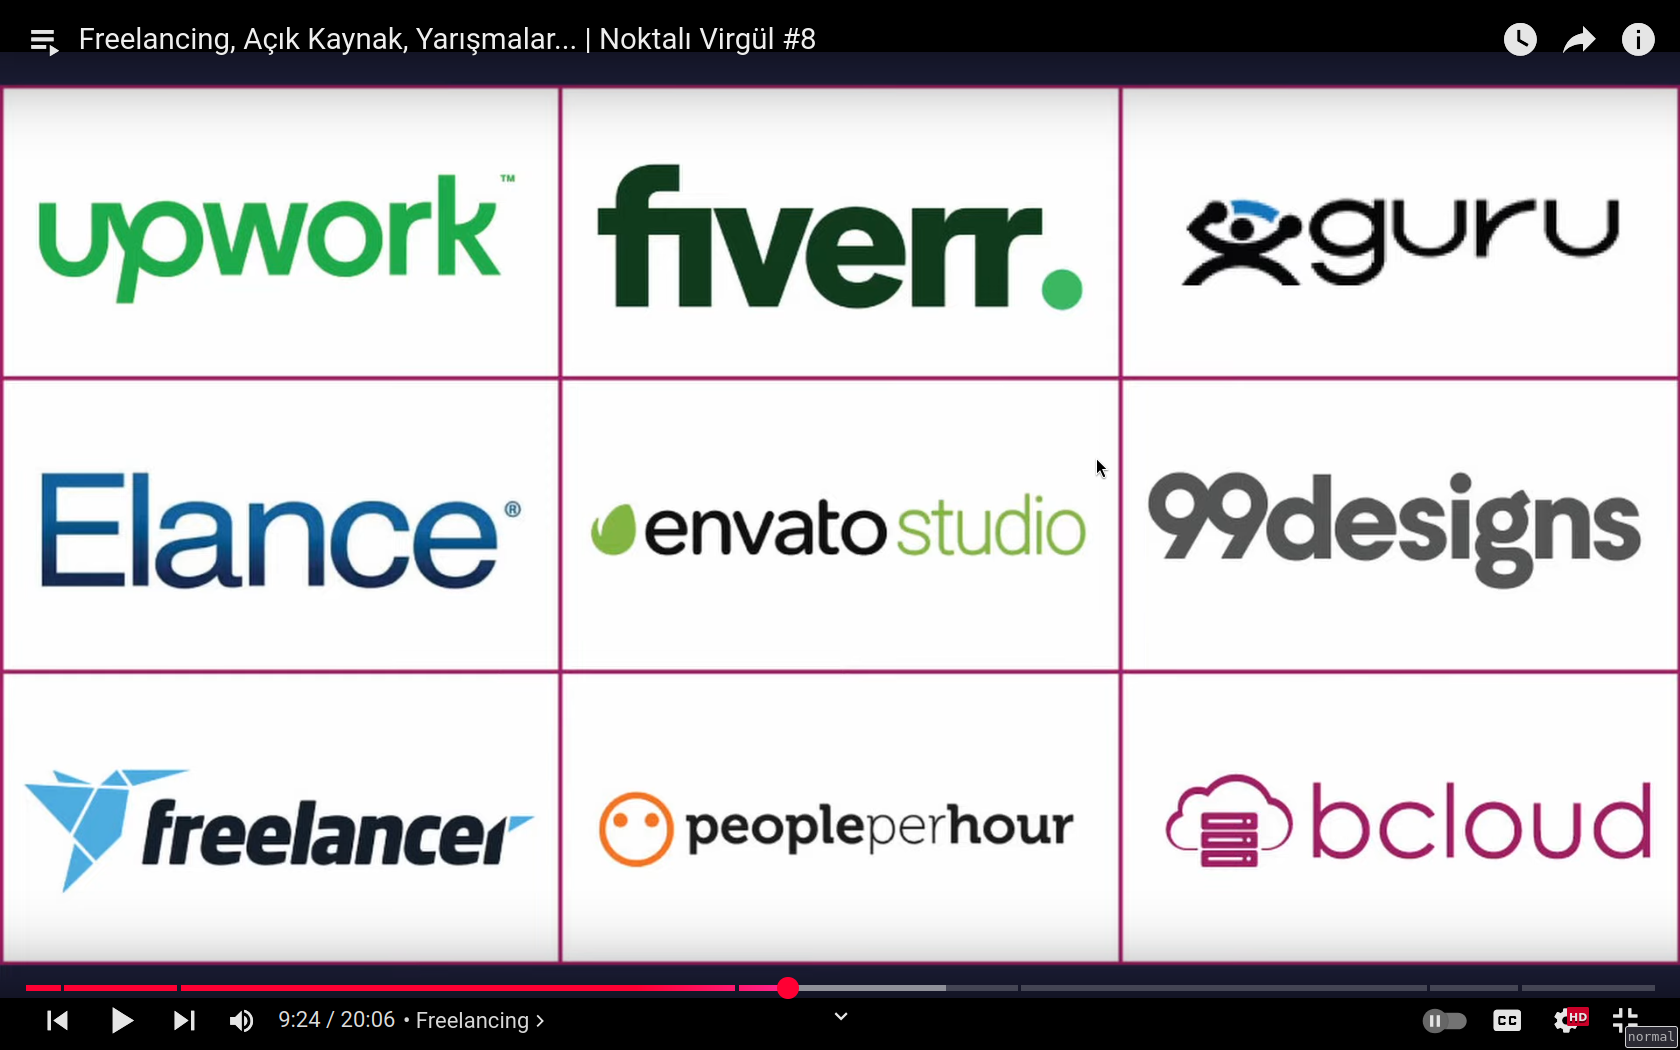 Freelancing, Açık Kaynak, Yarışmalar... | Noktalı Virgül #8
upwork™
fiverr.
guru
Elance®
envato studio
99designs
freelancer
peopleperhour
bcloud
9:24 / 20:06 • Freelancing
CC
HD
normal